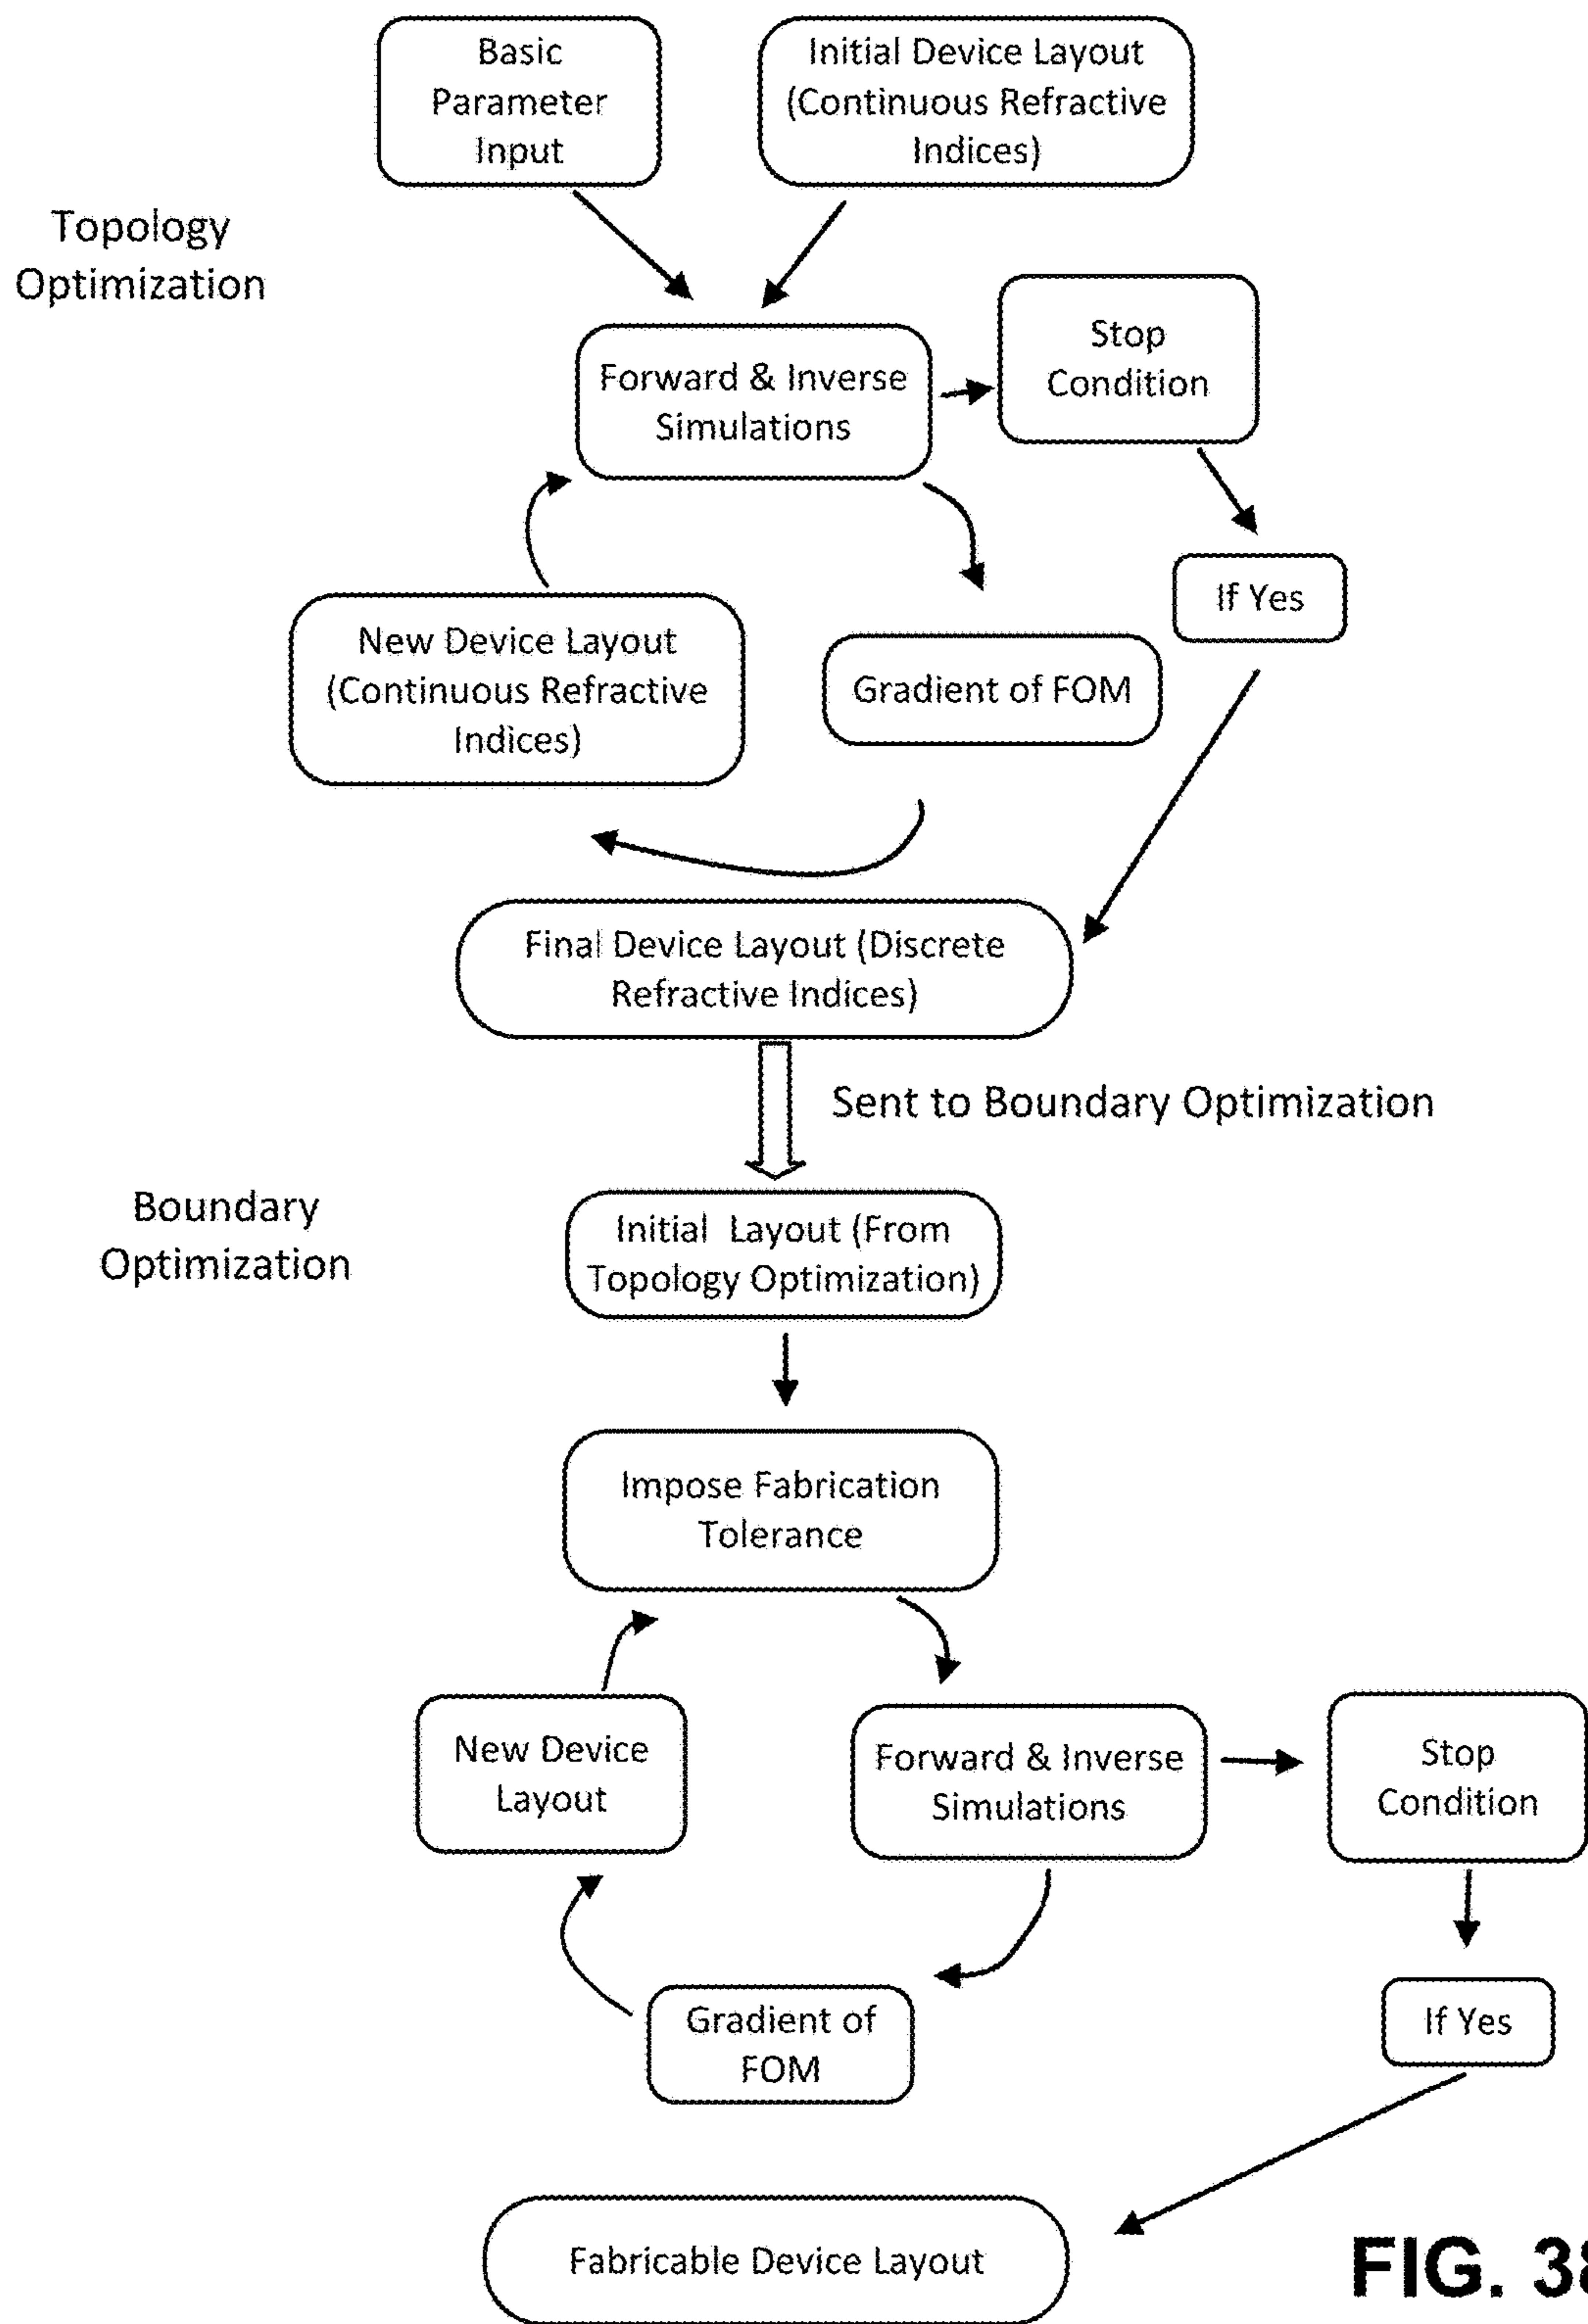 Basic
Parameter
Input
Initial Device Layout
(Continuous Refractive
Indices)
Topology
Optimization
Forward & Inverse
Simulations
Stop
Condition
If Yes
New Device Layout
(Continuous Refractive
Indices)
Gradient of FOM
Final Device Layout (Discrete
Refractive Indices)
Sent to Boundary Optimization
Boundary
Optimization
Initial Layout (From
Topology Optimization)
Impose Fabrication
Tolerance
New Device
Layout
Forward & Inverse
Simulations
Stop
Condition
Gradient of
FOM
If Yes
Fabricable Device Layout
FIG. 38